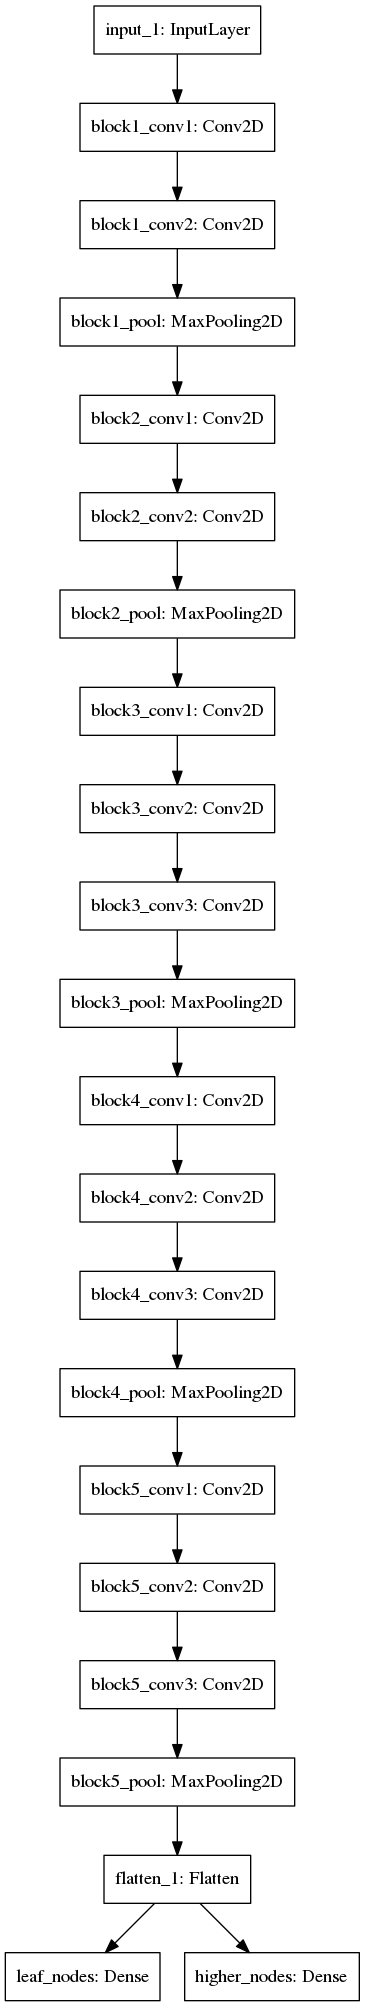 input_1: InputLayer
block1_conv1: Conv2D
block1_conv2: Conv2D
block1_pool: MaxPooling2D
block2_conv1: Conv2D
block2_conv2: Conv2D
block2_pool: MaxPooling2D
block3_conv1: Conv2D
block3_conv2: Conv2D
block3_conv3: Conv2D
block3_pool: MaxPooling2D
block4_conv1: Conv2D
block4_conv2: Conv2D
block4_conv3: Conv2D
block4_pool: MaxPooling2D
block5_conv1: Conv2D
block5_conv2: Conv2D
block5_conv3: Conv2D
block5_pool: MaxPooling2D
flatten_1: Flatten
leaf_nodes: Dense
higher_nodes: Dense